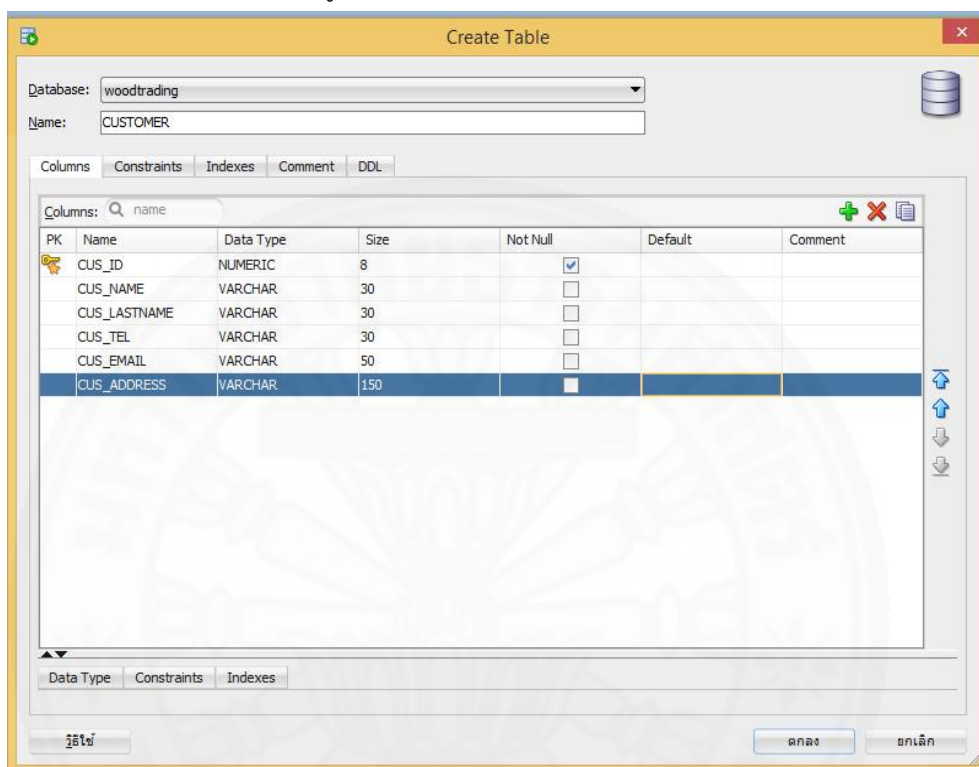 Create Table
Database: woodtrading
Name: CUSTOMER
Columns Constraints Indexes Comment DDL
Columns: name
PK Name Data Type Size Not Null Default Comment
CUS_ID NUMERIC 8
CUS_NAME VARCHAR 30
CUS_LASTNAME VARCHAR 30
CUS_TEL VARCHAR 30
CUS_EMAIL VARCHAR 50
CUS_ADDRESS VARCHAR 150
Data Type Constraints Indexes
วิธีใช้ ตกลง ยกเลิก